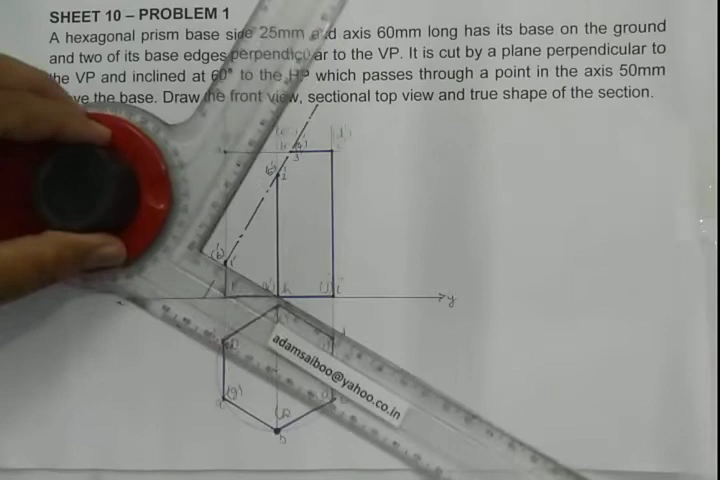 SHEET 10 – PROBLEM 1
A hexagonal prism base side 25mm and axis 60mm long has its base on the ground
and two of its base edges perpendicular to the VP. It is cut by a plane perpendicular to
the VP and inclined at 60° to the HP which passes through a point in the axis 50mm
the base. Draw the front view, sectional top view and true shape of the section.
y
adamsaiboo@yahoo.co.in